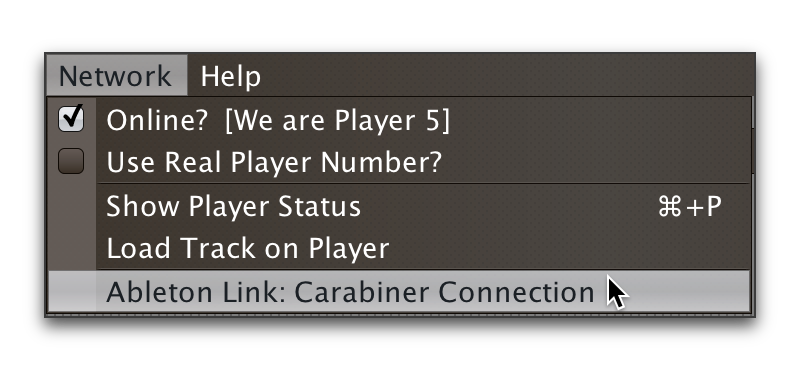 Network Help
Online? [We are Player 5]
Use Real Player Number?
Show Player Status ⌘+P
Load Track on Player
Ableton Link: Carabiner Connection